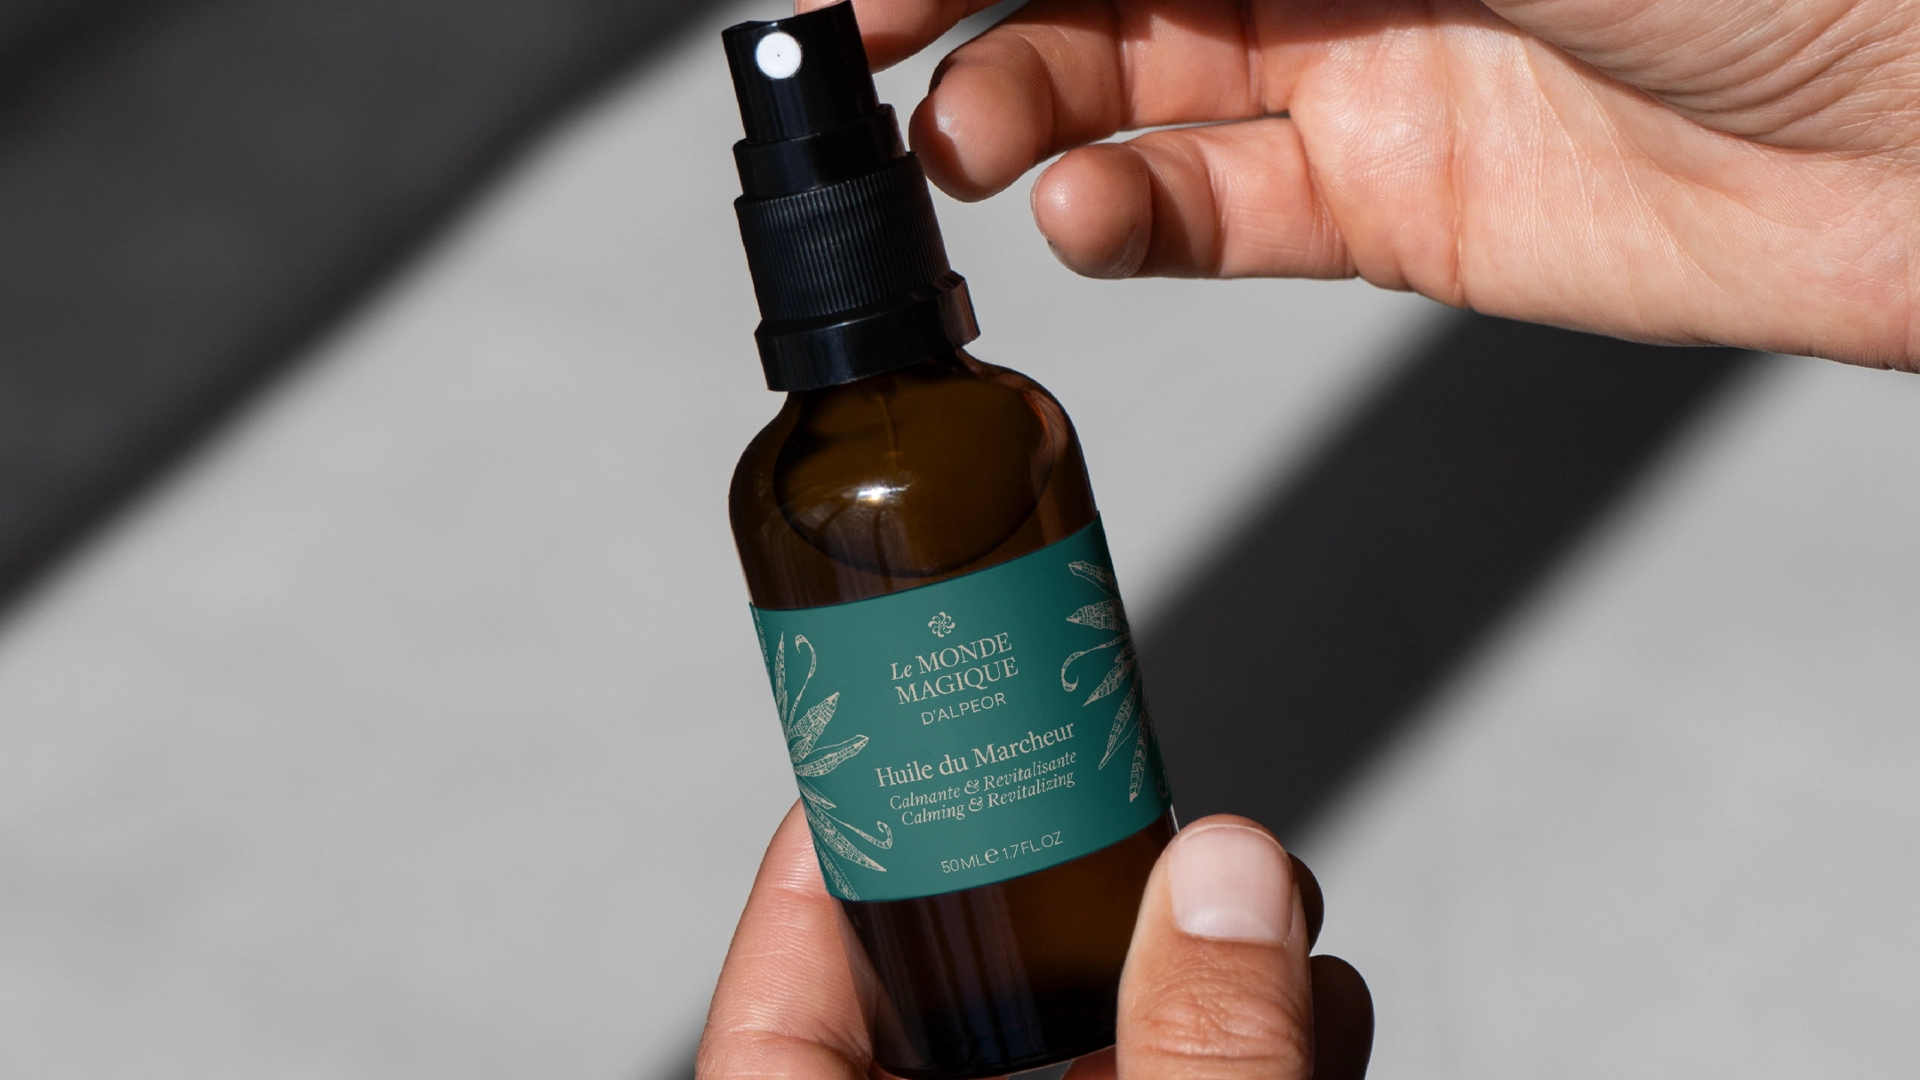 Le MONDE
MAGIQUE
D'ALPEOR
Huile du Marcheur
Calmante & Revitalisante
Calming & Revitalizing
50 ML e 1.7 FL.OZ